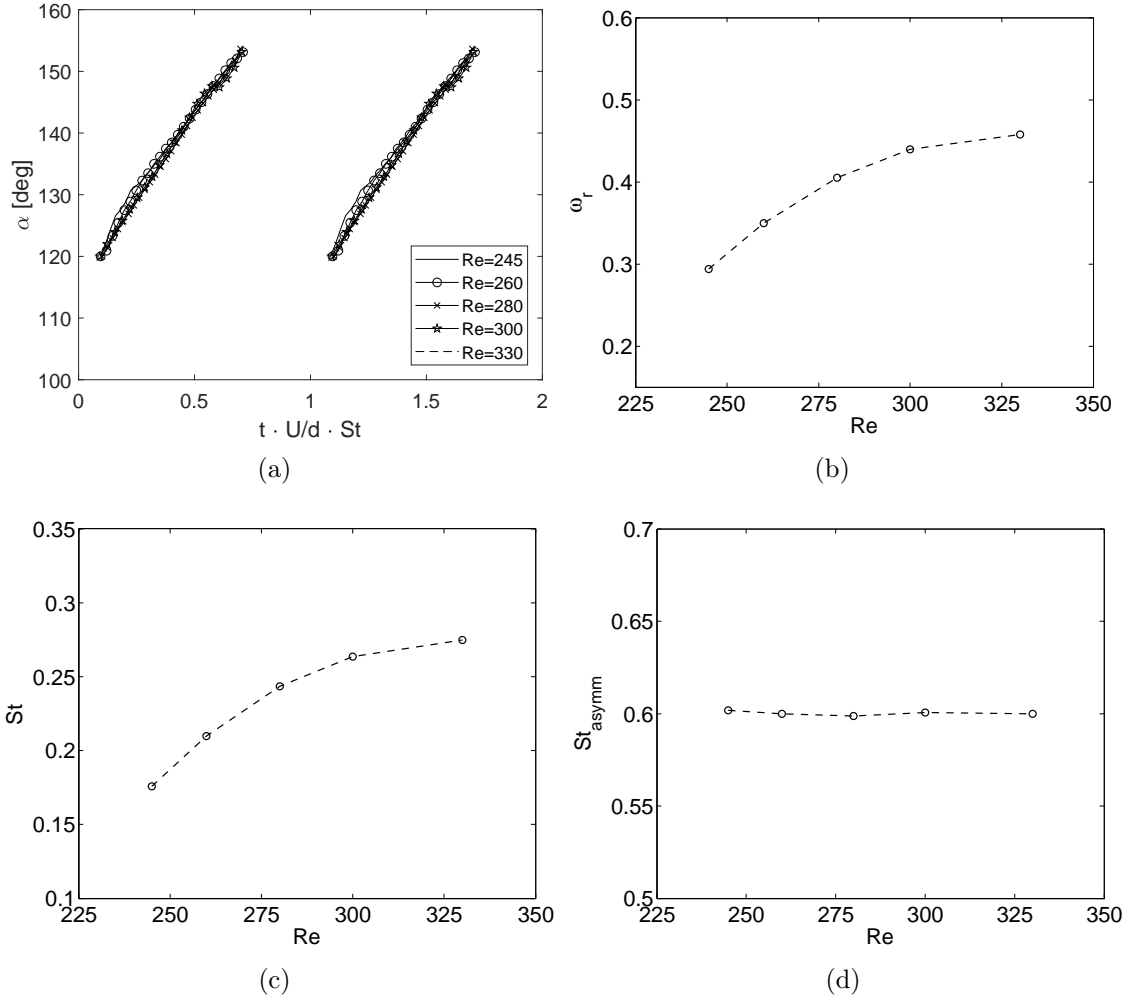 160
150
140
130
120
110
100
α [deg]
0 0.5 1 1.5 2
t · U/d · St
Re=245
Re=260
Re=280
Re=300
Re=330
(a)
0.6
0.5
0.4
0.3
0.2
ω_r
225 250 275 300 325 350
Re
(b)
0.35
0.3
0.25
0.2
0.15
0.1
St
225 250 275 300 325 350
Re
(c)
0.7
0.65
0.6
0.55
0.5
St_asymm
225 250 275 300 325 350
Re
(d)